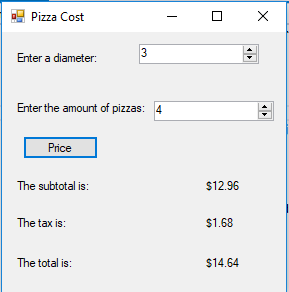 Pizza Cost
Enter a diameter: 3
Enter the amount of pizzas: 4
Price
The subtotal is: $12.96
The tax is: $1.68
The total is: $14.64